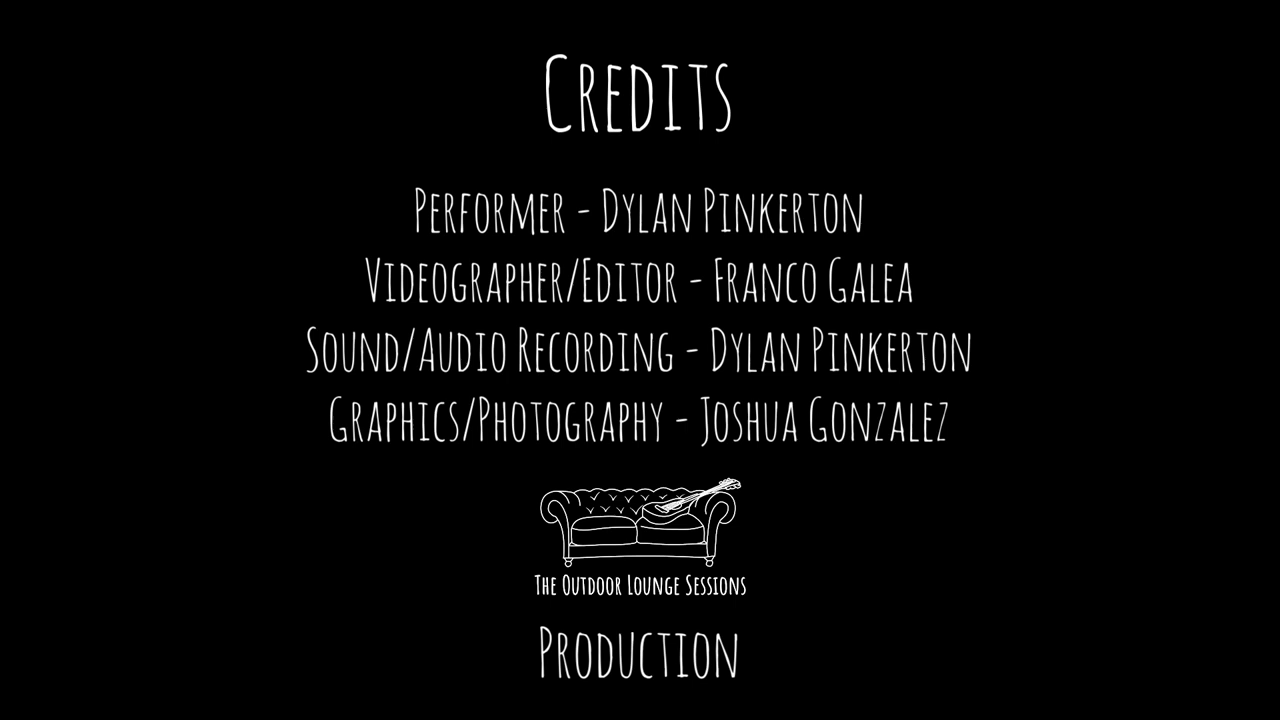 Credits
Performer - Dylan Pinkerton
Videographer/Editor - Franco Galea
Sound/Audio Recording - Dylan Pinkerton
Graphics/Photography - Joshua Gonzalez
The Outdoor Lounge Sessions
Production